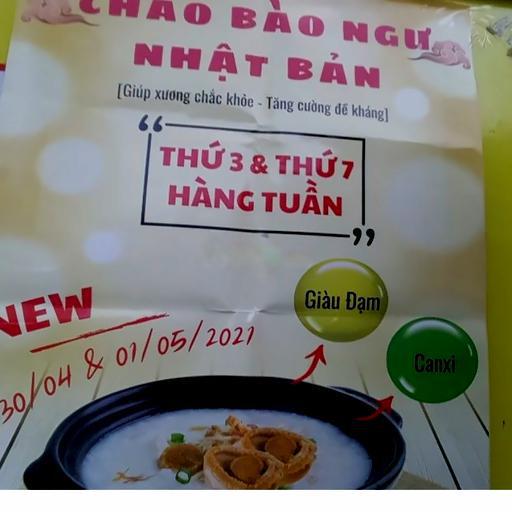 CHÁO BÀO NGƯ
NHẬT BẢN
[Giúp xương chắc khỏe - Tăng cường đề kháng]
“
THỨ 3 & THỨ 7
HÀNG TUẦN
”
Giàu Đạm
NEW
30/04 & 01/05/2021
Canxi